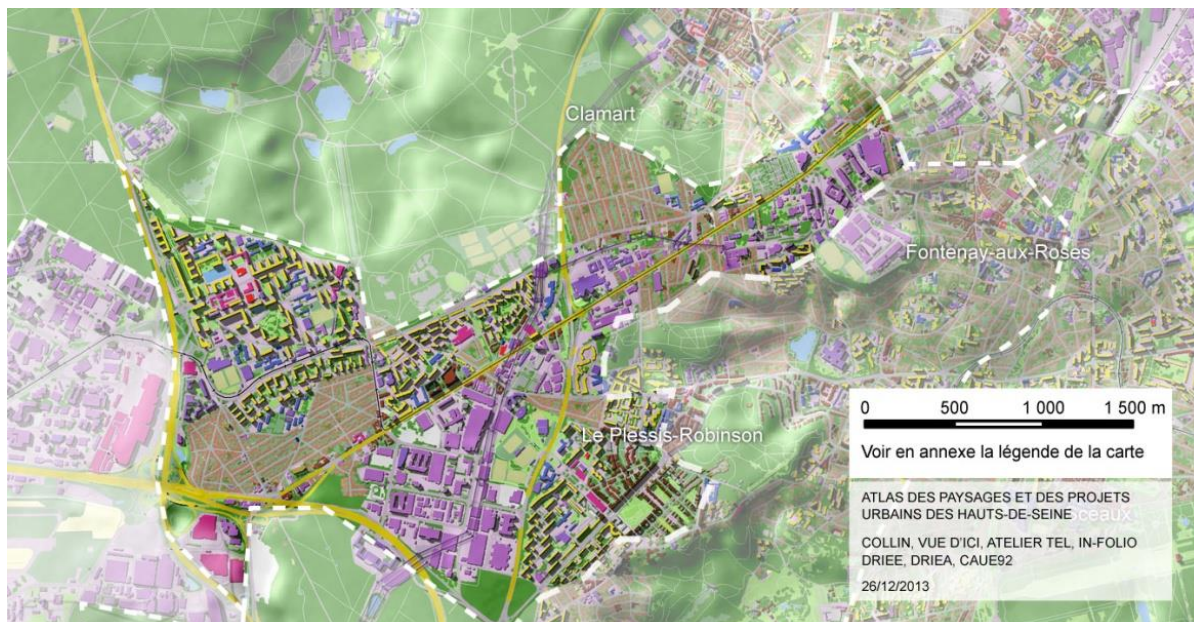 Clamart
Fontenay-aux-Roses
Le Plessis-Robinson
0 500 1 000 1 500 m
Voir en annexe la légende de la carte
ATLAS DES PAYSAGES ET DES PROJETS
URBAINS DES HAUTS-DE-SEINE
Sceaux
COLLIN, VUE D'ICI, ATELIER TEL, IN-FOLIO
DRIEE, DRIEA, CAUE92
26/12/2013